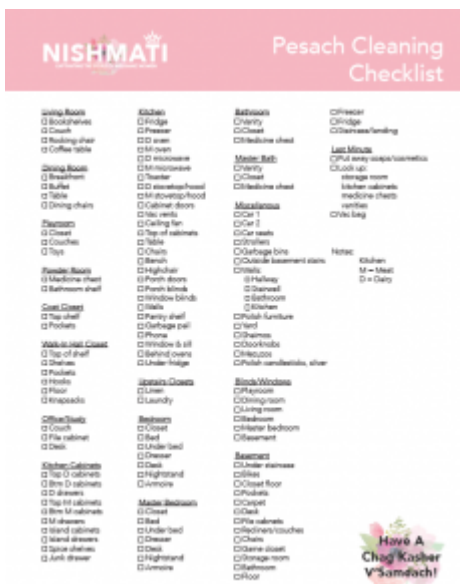 NISHMATI
Pesach Cleaning
Checklist
Living Room
Bookshelves
Couch
Rocking chair
Coffee table
Dining Room
Breakfront
Buffet
Table
Dining chairs
Playroom
Closet
Couches
Toys
Powder Room
Medicine chest
Bathroom shelf
Coat Closet
Top shelf
Pockets
Walk-In Hall Closet
Top of shelf
Shelves
Pockets
Hooks
Floor
Knapsacks
Office/Study
Couch
File cabinet
Desk
Kitchen Cabinets
Top D cabinets
Btm D cabinets
D drawers
Top M cabinets
Btm M cabinets
M drawers
Island cabinets
Island drawers
Spice shelves
Junk drawer
Kitchen
Fridge
Freezer
D oven
M oven
D microwave
M microwave
Toaster
D stovetop/hood
M stovetop/hood
Cabinet doors
Vac vents
Ceiling fan
Top of cabinets
Table
Chairs
Bench
Highchair
Porch doors
Porch blinds
Window blinds
Walls
Pantry shelf
Garbage pail
Phone
Window & sill
Behind ovens
Under fridge
Upstairs Closets
Linen
Laundry
Bedroom
Closet
Bed
Under bed
Dresser
Desk
Nightstand
Armoire
Master Bedroom
Closet
Bed
Under bed
Dresser
Desk
Nightstand
Armoire
Bathroom
Vanity
Closet
Medicine chest
Master Bath
Vanity
Closet
Medicine chest
Car 1
Car 2
Car seats
Strollers
Garbage bins
Outside basement stairs
Walls:
Hallway
Stairwell
Bathroom
Kitchen
Polish furniture
Yard
Shaimos
Doorknobs
Mezuzos
Polish candlesticks, silver
Blinds/Windows
Playroom
Dining room
Living room
Bedroom
Master bedroom
Basement
Basement
Under staircase
Bikes
Closet floor
Pockets
Carpet
Desk
File cabinets
Recliners/couches
Chairs
Game closet
Storage room
Bathroom
Floor
Freezer
Fridge
Staircase/landing
Last Minute
Put away soaps/cosmetics
Lock up:
storage room
kitchen cabinets
medicine chests
vanities
Vac bag
Notes:
Kitchen
M – Meat
D – Dairy
Have A
Chag Kasher
V'Samdach!